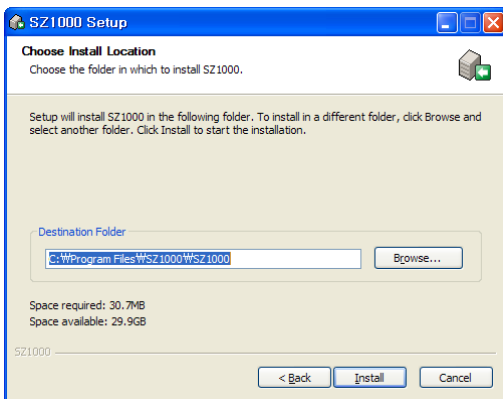 SZ1000 Setup
Choose Install Location
Choose the folder in which to install SZ1000.
Setup will install SZ1000 in the following folder. To install in a different folder, click Browse and
select another folder. Click Install to start the installation.
Destination Folder
C:₩Program Files₩SZ1000₩SZ1000
Browse...
Space required: 30.7MB
Space available: 29.9GB
SZ1000
< Back
Install
Cancel